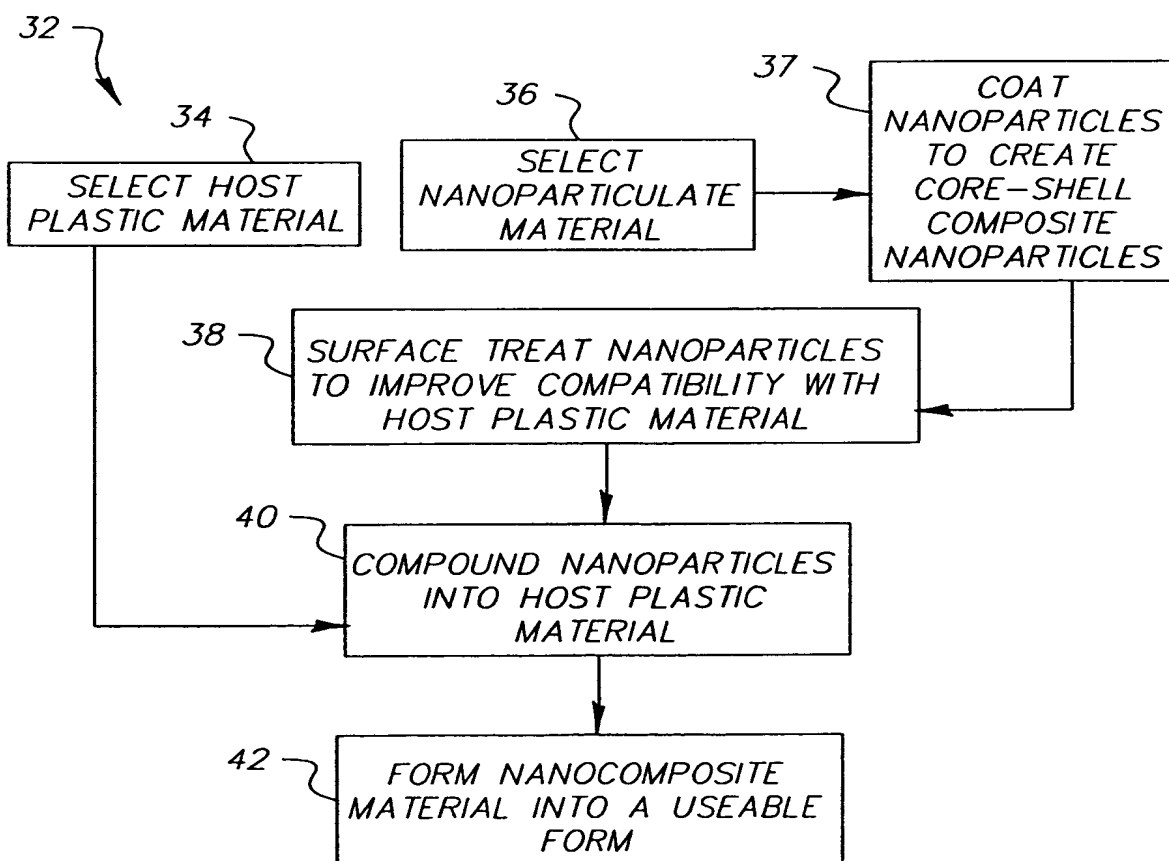 32
34
SELECT HOST
PLASTIC MATERIAL
36
SELECT
NANOPARTICULATE
MATERIAL
37
COAT
NANOPARTICLES
TO CREATE
CORE-SHELL
COMPOSITE
NANOPARTICLES
38
SURFACE TREAT NANOPARTICLES
TO IMPROVE COMPATIBILITY WITH
HOST PLASTIC MATERIAL
40
COMPOUND NANOPARTICLES
INTO HOST PLASTIC
MATERIAL
42
FORM NANOCOMPOSITE
MATERIAL INTO A USEABLE
FORM